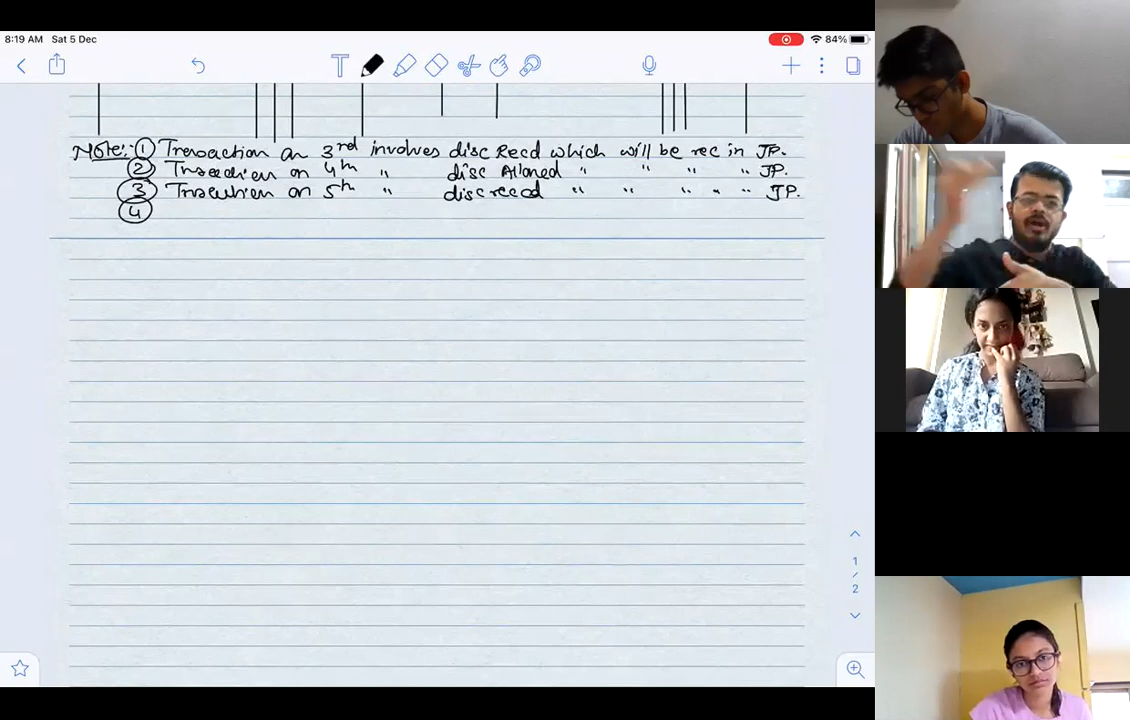 8:19 AM Sat 5 Dec
84%
T
Note:- 1 Transaction on 3rd involves disc Recd which will be rec in JP.
2 Transaction on 4th " disc Allowed " " " " JP.
3 Transaction on 5th " disc recd " " " " " JP.
4
1
/
2